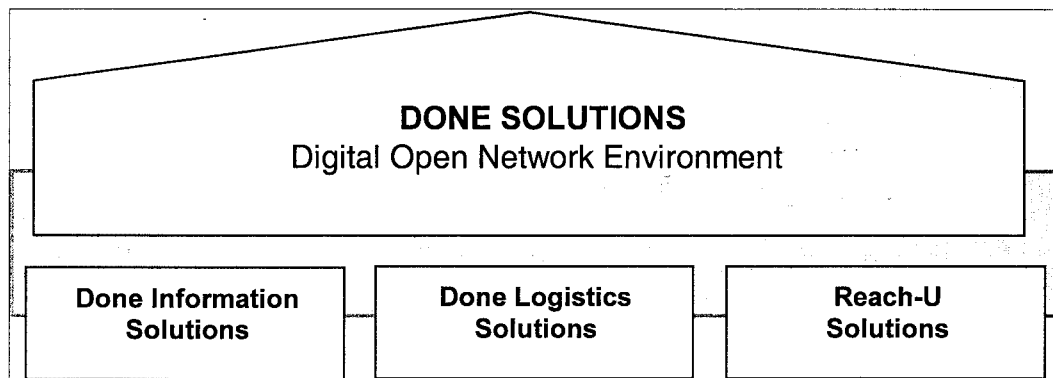 DONE SOLUTIONS
Digital Open Network Environment
Done Information
Solutions
Done Logistics
Solutions
Reach-U
Solutions